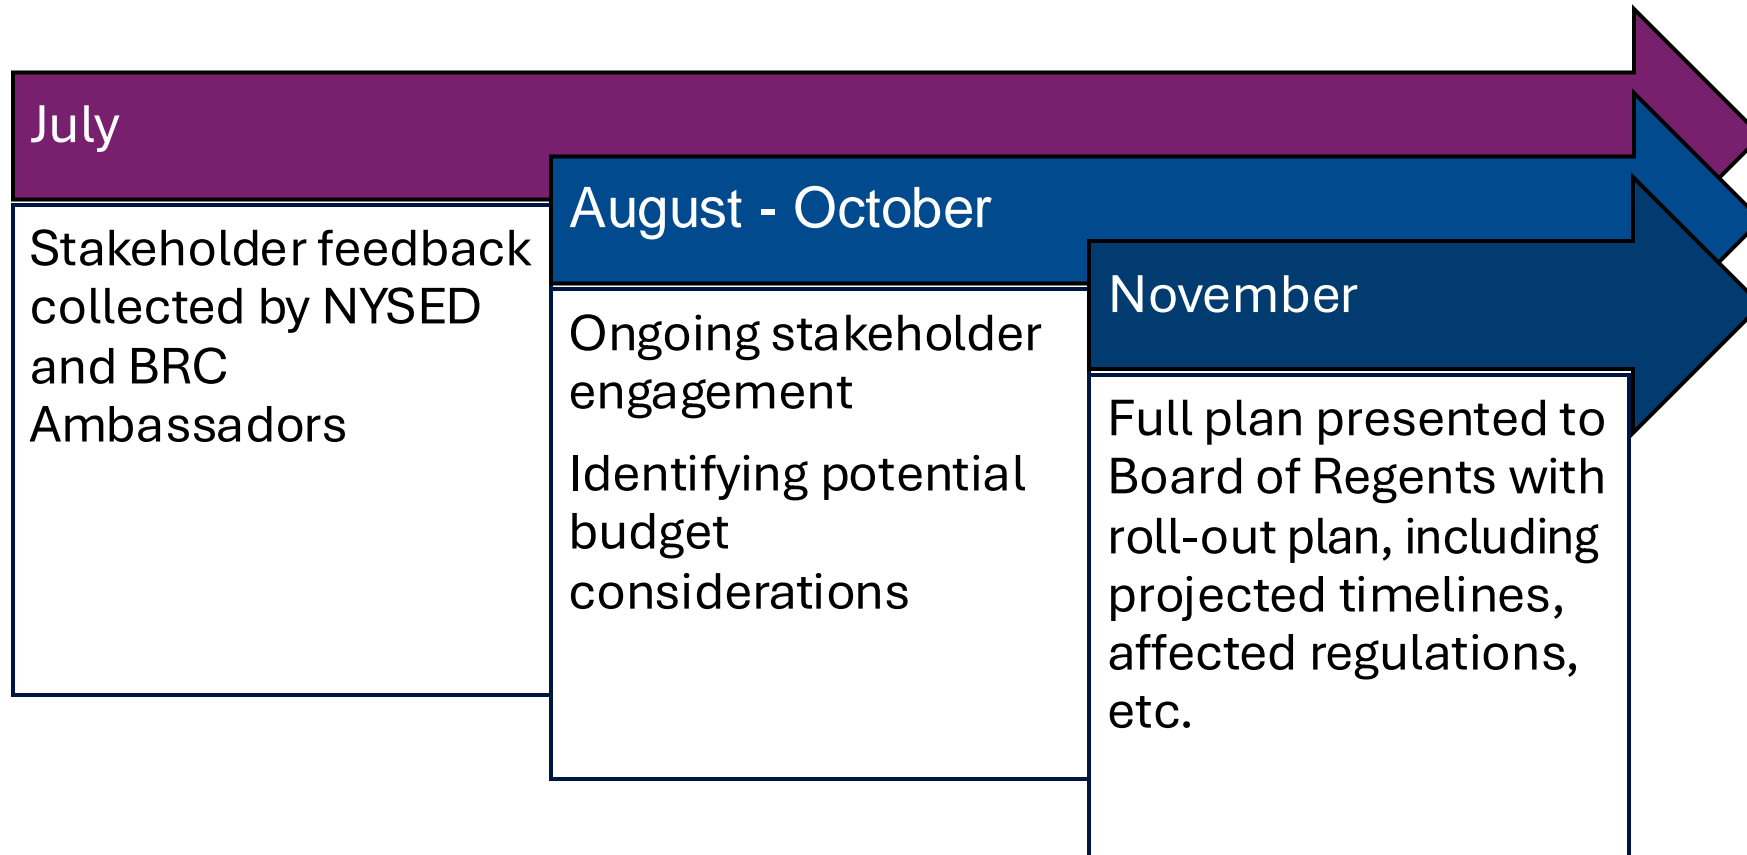 July
Stakeholder feedback
collected by NYSED
and BRC
Ambassadors
August - October
Ongoing stakeholder
engagement
Identifying potential
budget
considerations
November
Full plan presented to
Board of Regents with
roll-out plan, including
projected timelines,
affected regulations,
etc.